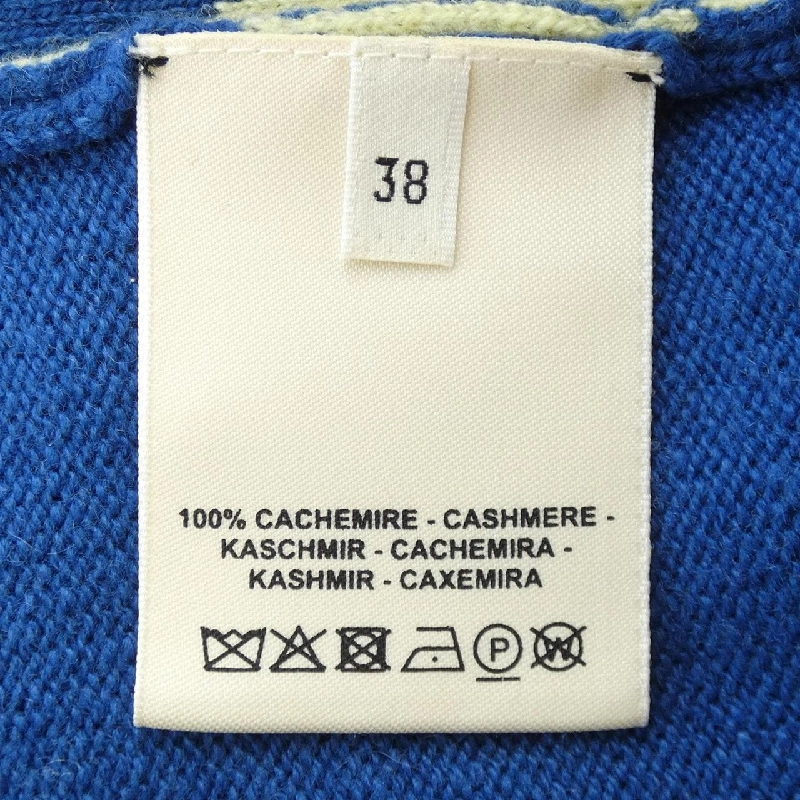 38
100% CACHEMIRE - CASHMERE -
KASCHMIR - CACHEMIRA -
KASHMIR - CAXEMIRA
P W